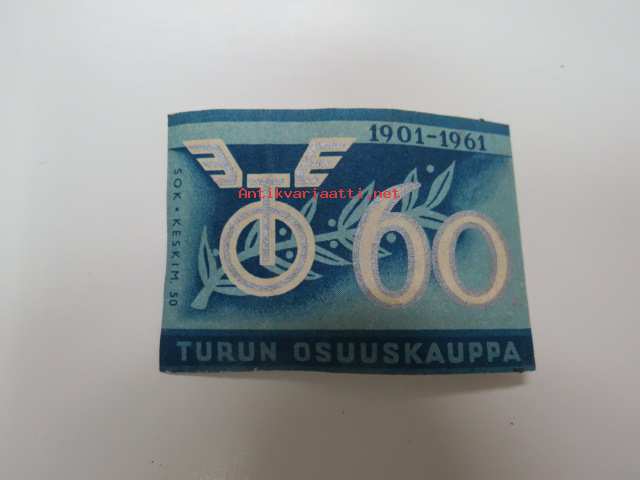 1901-1961
SOK • KESKIM. 50
Antikvariaatti.net
60
TURUN OSUUSKAUPPA